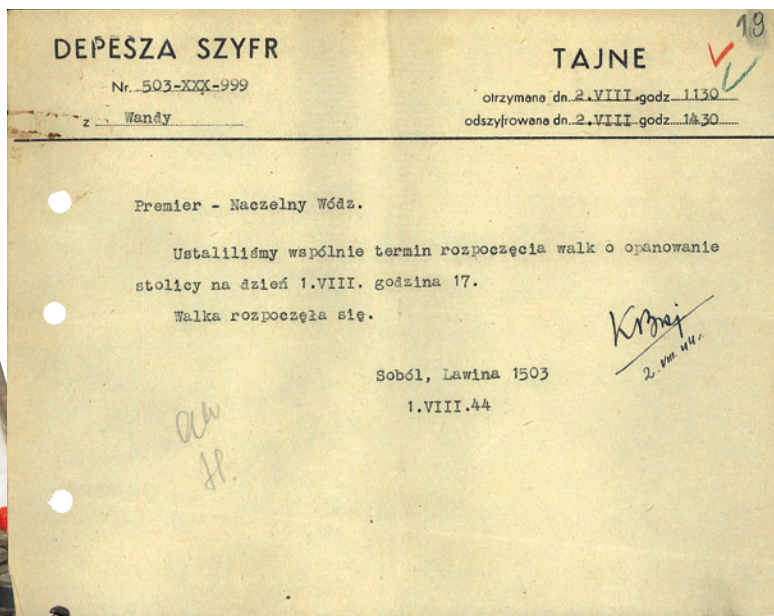 19
DEPESZA SZYFR
TAJNE
Nr. 503-XXX-999
otrzymana dn. 2.VIII. godz. 1130
z Wandy
odszyfrowana dn. 2.VIII godz. 1430
Premier - Naczelny Wódz.
Ustaliliśmy wspólnie termin rozpoczęcia walk o opanowanie
stolicy na dzień 1.VIII. godzina 17.
Walka rozpoczęła się.
2. VIII. 44.
Soból, Lawina 1503
1.VIII.44